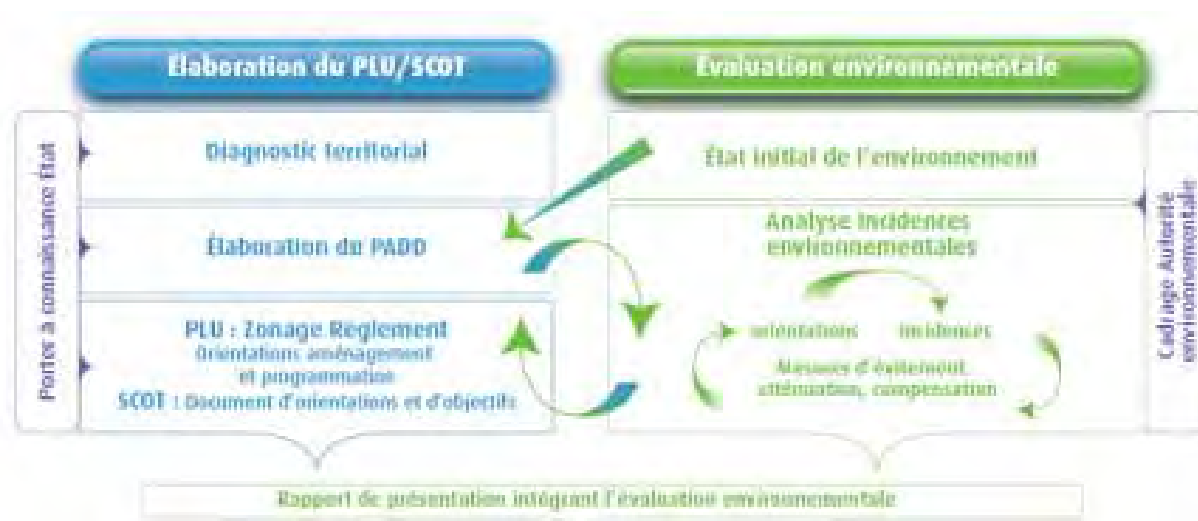 Élaboration du PLU/SCOT
Évaluation environnementale
Porter à connaissance État
Diagnostic territorial
État initial de l'environnement
Cadrage Autorité
environnementale
Élaboration du PADD
Analyse incidences
environnementales
PLU : Zonage Règlement
Orientations aménagement
et programmation
SCOT : Document d'orientations et d'objectifs
orientations
incidences
Mesures d'évitement,
atténuation, compensation
Rapport de présentation intégrant l'évaluation environnementale